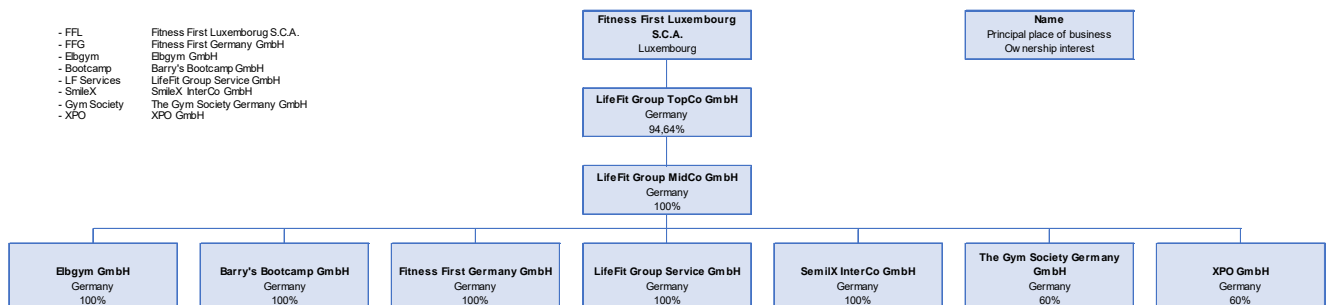 - FFL Fitness First Luxemborug S.C.A.
- FFG Fitness First Germany GmbH
- Elbgym Elbgym GmbH
- Bootcamp Barry's Bootcamp GmbH
- LF Services LifeFit Group Service GmbH
- SmileX SmileX InterCo GmbH
- Gym Society The Gym Society Germany GmbH
- XPO XPO GmbH
Fitness First Luxembourg
S.C.A.
Luxembourg
Name
Principal place of business
Ownership interest
LifeFit Group TopCo GmbH
Germany
94,64%
LifeFit Group MidCo GmbH
Germany
100%
Elbgym GmbH
Germany
100%
Barry's Bootcamp GmbH
Germany
100%
Fitness First Germany GmbH
Germany
100%
LifeFit Group Service GmbH
Germany
100%
SemilX InterCo GmbH
Germany
100%
The Gym Society Germany
GmbH
Germany
60%
XPO GmbH
Germany
60%